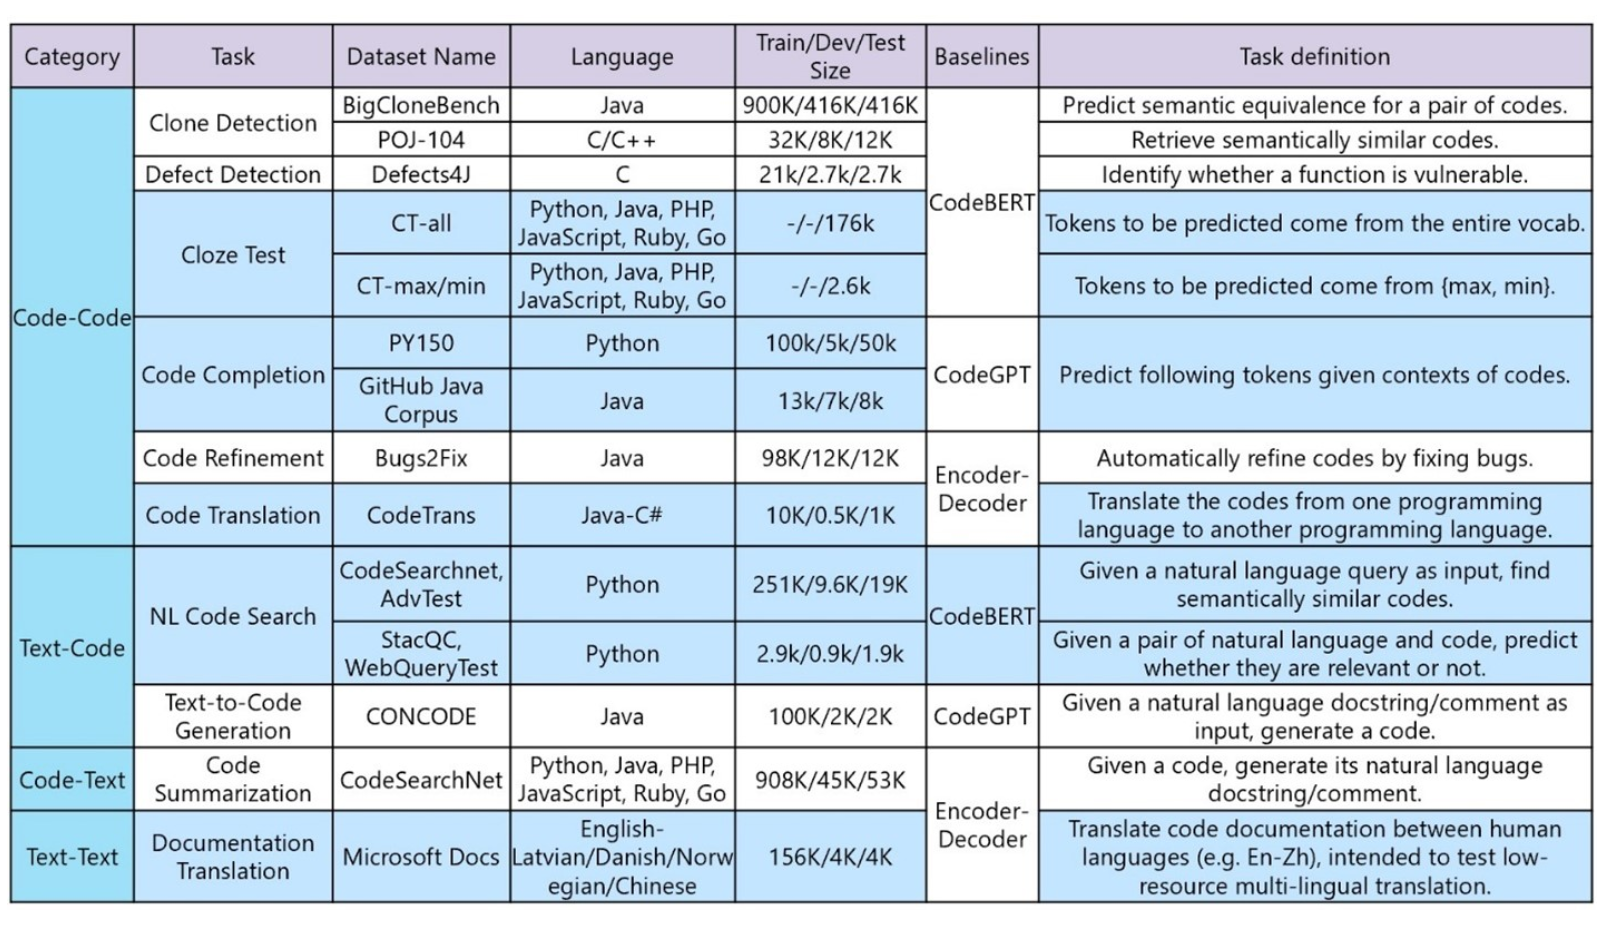 Category
Task
Dataset Name
Language
Train/Dev/Test
Size
Baselines
Task definition
Code-Code
Clone Detection
BigCloneBench
Java
900K/416K/416K
CodeBERT
Predict semantic equivalence for a pair of codes.
POJ-104
C/C++
32K/8K/12K
Retrieve semantically similar codes.
Defect Detection
Defects4J
C
21k/2.7k/2.7k
Identify whether a function is vulnerable.
Cloze Test
CT-all
Python, Java, PHP,
JavaScript, Ruby, Go
-/-/176k
Tokens to be predicted come from the entire vocab.
CT-max/min
Python, Java, PHP,
JavaScript, Ruby, Go
-/-/2.6k
Tokens to be predicted come from {max, min}.
Code Completion
PY150
Python
100k/5k/50k
CodeGPT
Predict following tokens given contexts of codes.
GitHub Java
Corpus
Java
13k/7k/8k
Code Refinement
Bugs2Fix
Java
98K/12K/12K
Encoder-
Decoder
Automatically refine codes by fixing bugs.
Code Translation
CodeTrans
Java-C#
10K/0.5K/1K
Translate the codes from one programming
language to another programming language.
Text-Code
NL Code Search
CodeSearchnet,
AdvTest
Python
251K/9.6K/19K
CodeBERT
Given a natural language query as input, find
semantically similar codes.
StacQC,
WebQueryTest
Python
2.9k/0.9k/1.9k
Given a pair of natural language and code, predict
whether they are relevant or not.
Text-to-Code
Generation
CONCODE
Java
100K/2K/2K
CodeGPT
Given a natural language docstring/comment as
input, generate a code.
Code-Text
Code
Summarization
CodeSearchNet
Python, Java, PHP,
JavaScript, Ruby, Go
908K/45K/53K
Encoder-
Decoder
Given a code, generate its natural language
docstring/comment.
Text-Text
Documentation
Translation
Microsoft Docs
English-
Latvian/Danish/Norw
egian/Chinese
156K/4K/4K
Translate code documentation between human
languages (e.g. En-Zh), intended to test low-
resource multi-lingual translation.